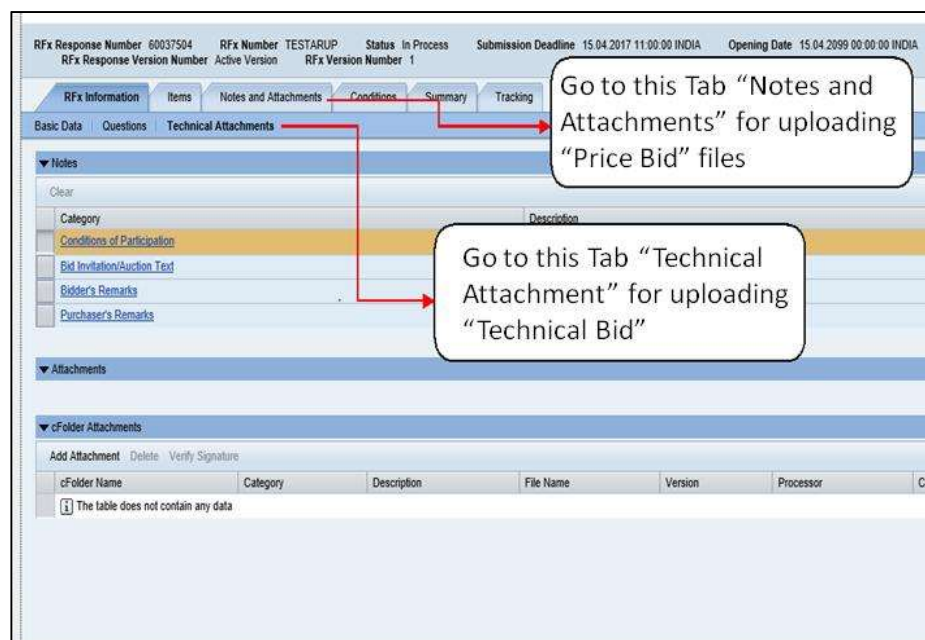 RFx Response Number 60037504 RFx Number TESTARUP Status In Process Submission Deadline 15.04.2017 11:00:00 INDIA Opening Date 15.04.2099 00:00:00 INDIA
RFx Response Version Number Active Version RFx Version Number 1
RFx Information Items Notes and Attachments Conditions Summary Tracking
Basic Data Questions Technical Attachments
Go to this Tab “Notes and
Attachments” for uploading
“Price Bid” files
Notes
Clear
Category Description
Conditions of Participation
Bid Invitation/Auction Text
Bidder's Remarks
Purchaser's Remarks
Go to this Tab “Technical
Attachment” for uploading
“Technical Bid”
Attachments
cFolder Attachments
Add Attachment Delete Verify Signature
cFolder Name Category Description File Name Version Processor C
The table does not contain any data